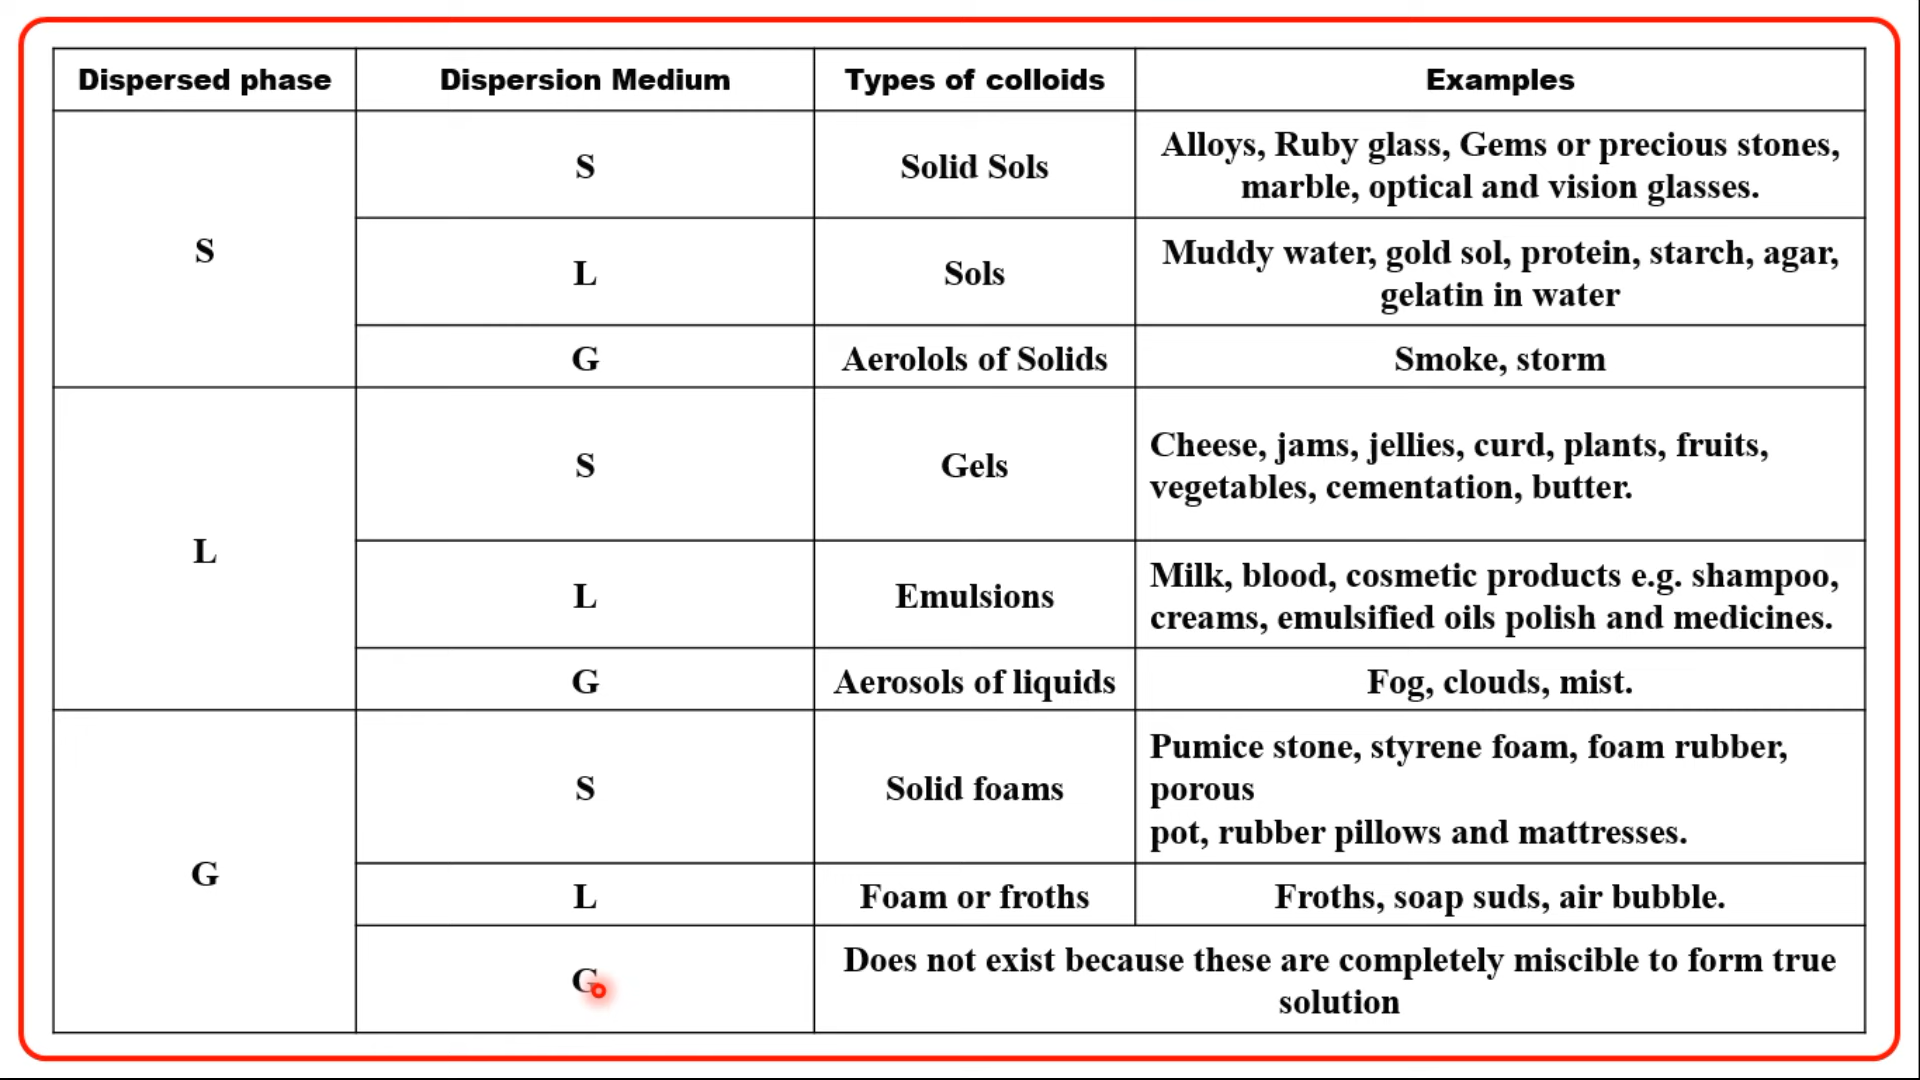 Dispersed phase Dispersion Medium Types of colloids Examples
S
S Solid Sols Alloys, Ruby glass, Gems or precious stones,
marble, optical and vision glasses.
L Sols Muddy water, gold sol, protein, starch, agar,
gelatin in water
G Aerolols of Solids Smoke, storm
L
S Gels Cheese, jams, jellies, curd, plants, fruits,
vegetables, cementation, butter.
L Emulsions Milk, blood, cosmetic products e.g. shampoo,
creams, emulsified oils polish and medicines.
G Aerosols of liquids Fog, clouds, mist.
G
S Solid foams Pumice stone, styrene foam, foam rubber,
porous
pot, rubber pillows and mattresses.
L Foam or froths Froths, soap suds, air bubble.
G Does not exist because these are completely miscible to form true
solution